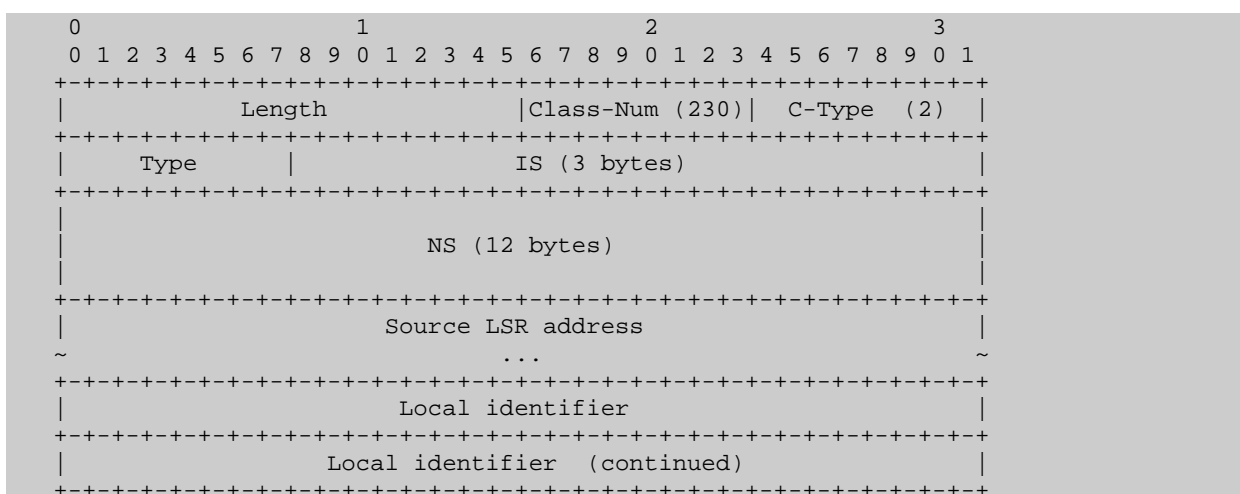 0                   1                   2                   3
 0 1 2 3 4 5 6 7 8 9 0 1 2 3 4 5 6 7 8 9 0 1 2 3 4 5 6 7 8 9 0 1
+-+-+-+-+-+-+-+-+-+-+-+-+-+-+-+-+-+-+-+-+-+-+-+-+-+-+-+-+-+-+-+-+
|            Length             |Class-Num (230)|  C-Type  (2)  |
+-+-+-+-+-+-+-+-+-+-+-+-+-+-+-+-+-+-+-+-+-+-+-+-+-+-+-+-+-+-+-+-+
|     Type      |               IS (3 bytes)                    |
+-+-+-+-+-+-+-+-+-+-+-+-+-+-+-+-+-+-+-+-+-+-+-+-+-+-+-+-+-+-+-+-+
|                                                               |
|                         NS (12 bytes)                         |
|                                                               |
+-+-+-+-+-+-+-+-+-+-+-+-+-+-+-+-+-+-+-+-+-+-+-+-+-+-+-+-+-+-+-+-+
|                      Source LSR address                       |
~                              ...                              ~
+-+-+-+-+-+-+-+-+-+-+-+-+-+-+-+-+-+-+-+-+-+-+-+-+-+-+-+-+-+-+-+-+
|                       Local identifier                        |
+-+-+-+-+-+-+-+-+-+-+-+-+-+-+-+-+-+-+-+-+-+-+-+-+-+-+-+-+-+-+-+-+
|                  Local identifier  (continued)                |
+-+-+-+-+-+-+-+-+-+-+-+-+-+-+-+-+-+-+-+-+-+-+-+-+-+-+-+-+-+-+-+-+